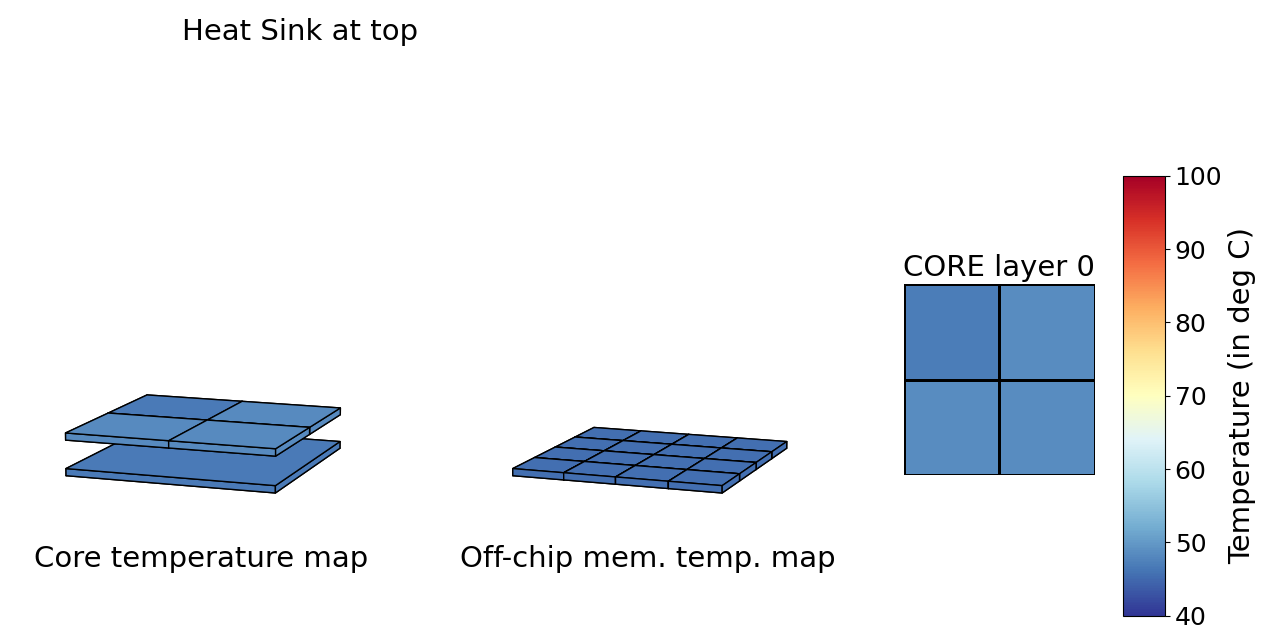 Heat Sink at top
Core temperature map
Off-chip mem. temp. map
CORE layer 0
100
90
80
70
60
50
40
Temperature (in deg C)